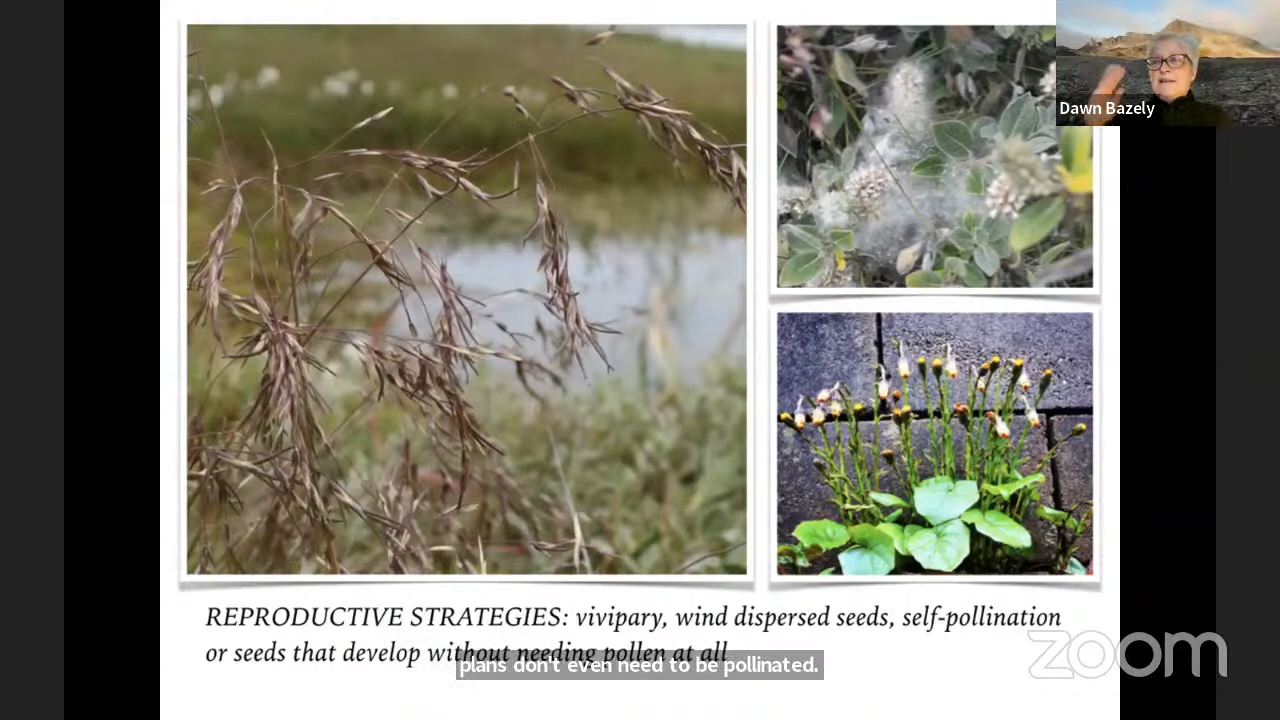 Dawn Bazely
REPRODUCTIVE STRATEGIES: vivipary, wind dispersed seeds, self-pollination
or seeds that develop without needing pollen at all
plans don't even need to be pollinated.
zoom